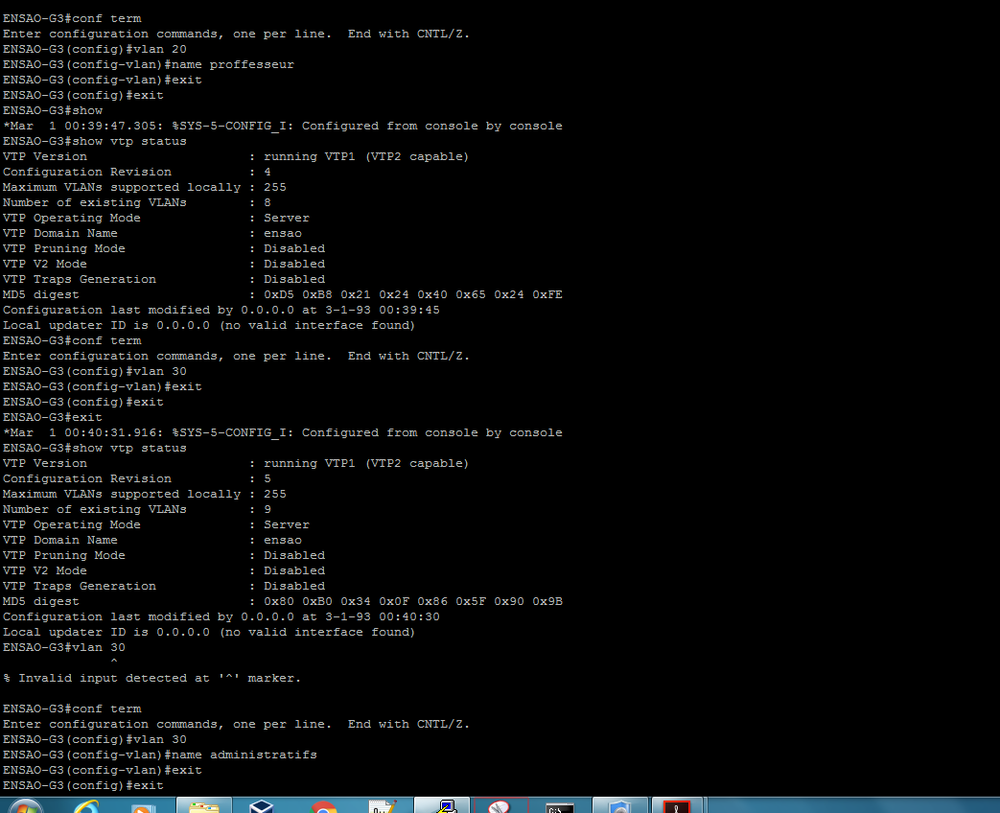 ENSAO-G3#conf term
Enter configuration commands, one per line.  End with CNTL/Z.
ENSAO-G3(config)#vlan 20
ENSAO-G3(config-vlan)#name proffesseur
ENSAO-G3(config-vlan)#exit
ENSAO-G3(config)#exit
ENSAO-G3#show
*Mar  1 00:39:47.305: %SYS-5-CONFIG_I: Configured from console by console
ENSAO-G3#show vtp status
VTP Version                     : running VTP1 (VTP2 capable)
Configuration Revision          : 4
Maximum VLANs supported locally : 255
Number of existing VLANs        : 8
VTP Operating Mode              : Server
VTP Domain Name                 : ensao
VTP Pruning Mode                : Disabled
VTP V2 Mode                     : Disabled
VTP Traps Generation            : Disabled
MD5 digest                      : 0xD5 0xB8 0x21 0x24 0x40 0x65 0x24 0xFE
Configuration last modified by 0.0.0.0 at 3-1-93 00:39:45
Local updater ID is 0.0.0.0 (no valid interface found)
ENSAO-G3#conf term
Enter configuration commands, one per line.  End with CNTL/Z.
ENSAO-G3(config)#vlan 30
ENSAO-G3(config-vlan)#exit
ENSAO-G3(config)#exit
ENSAO-G3#exit
*Mar  1 00:40:31.916: %SYS-5-CONFIG_I: Configured from console by console
ENSAO-G3#show vtp status
VTP Version                     : running VTP1 (VTP2 capable)
Configuration Revision          : 5
Maximum VLANs supported locally : 255
Number of existing VLANs        : 9
VTP Operating Mode              : Server
VTP Domain Name                 : ensao
VTP Pruning Mode                : Disabled
VTP V2 Mode                     : Disabled
VTP Traps Generation            : Disabled
MD5 digest                      : 0x80 0xB0 0x34 0x0F 0x86 0x5F 0x90 0x9B
Configuration last modified by 0.0.0.0 at 3-1-93 00:40:30
Local updater ID is 0.0.0.0 (no valid interface found)
ENSAO-G3#vlan 30
              ^
% Invalid input detected at '^' marker.
ENSAO-G3#conf term
Enter configuration commands, one per line.  End with CNTL/Z.
ENSAO-G3(config)#vlan 30
ENSAO-G3(config-vlan)#name administratifs
ENSAO-G3(config-vlan)#exit
ENSAO-G3(config)#exit